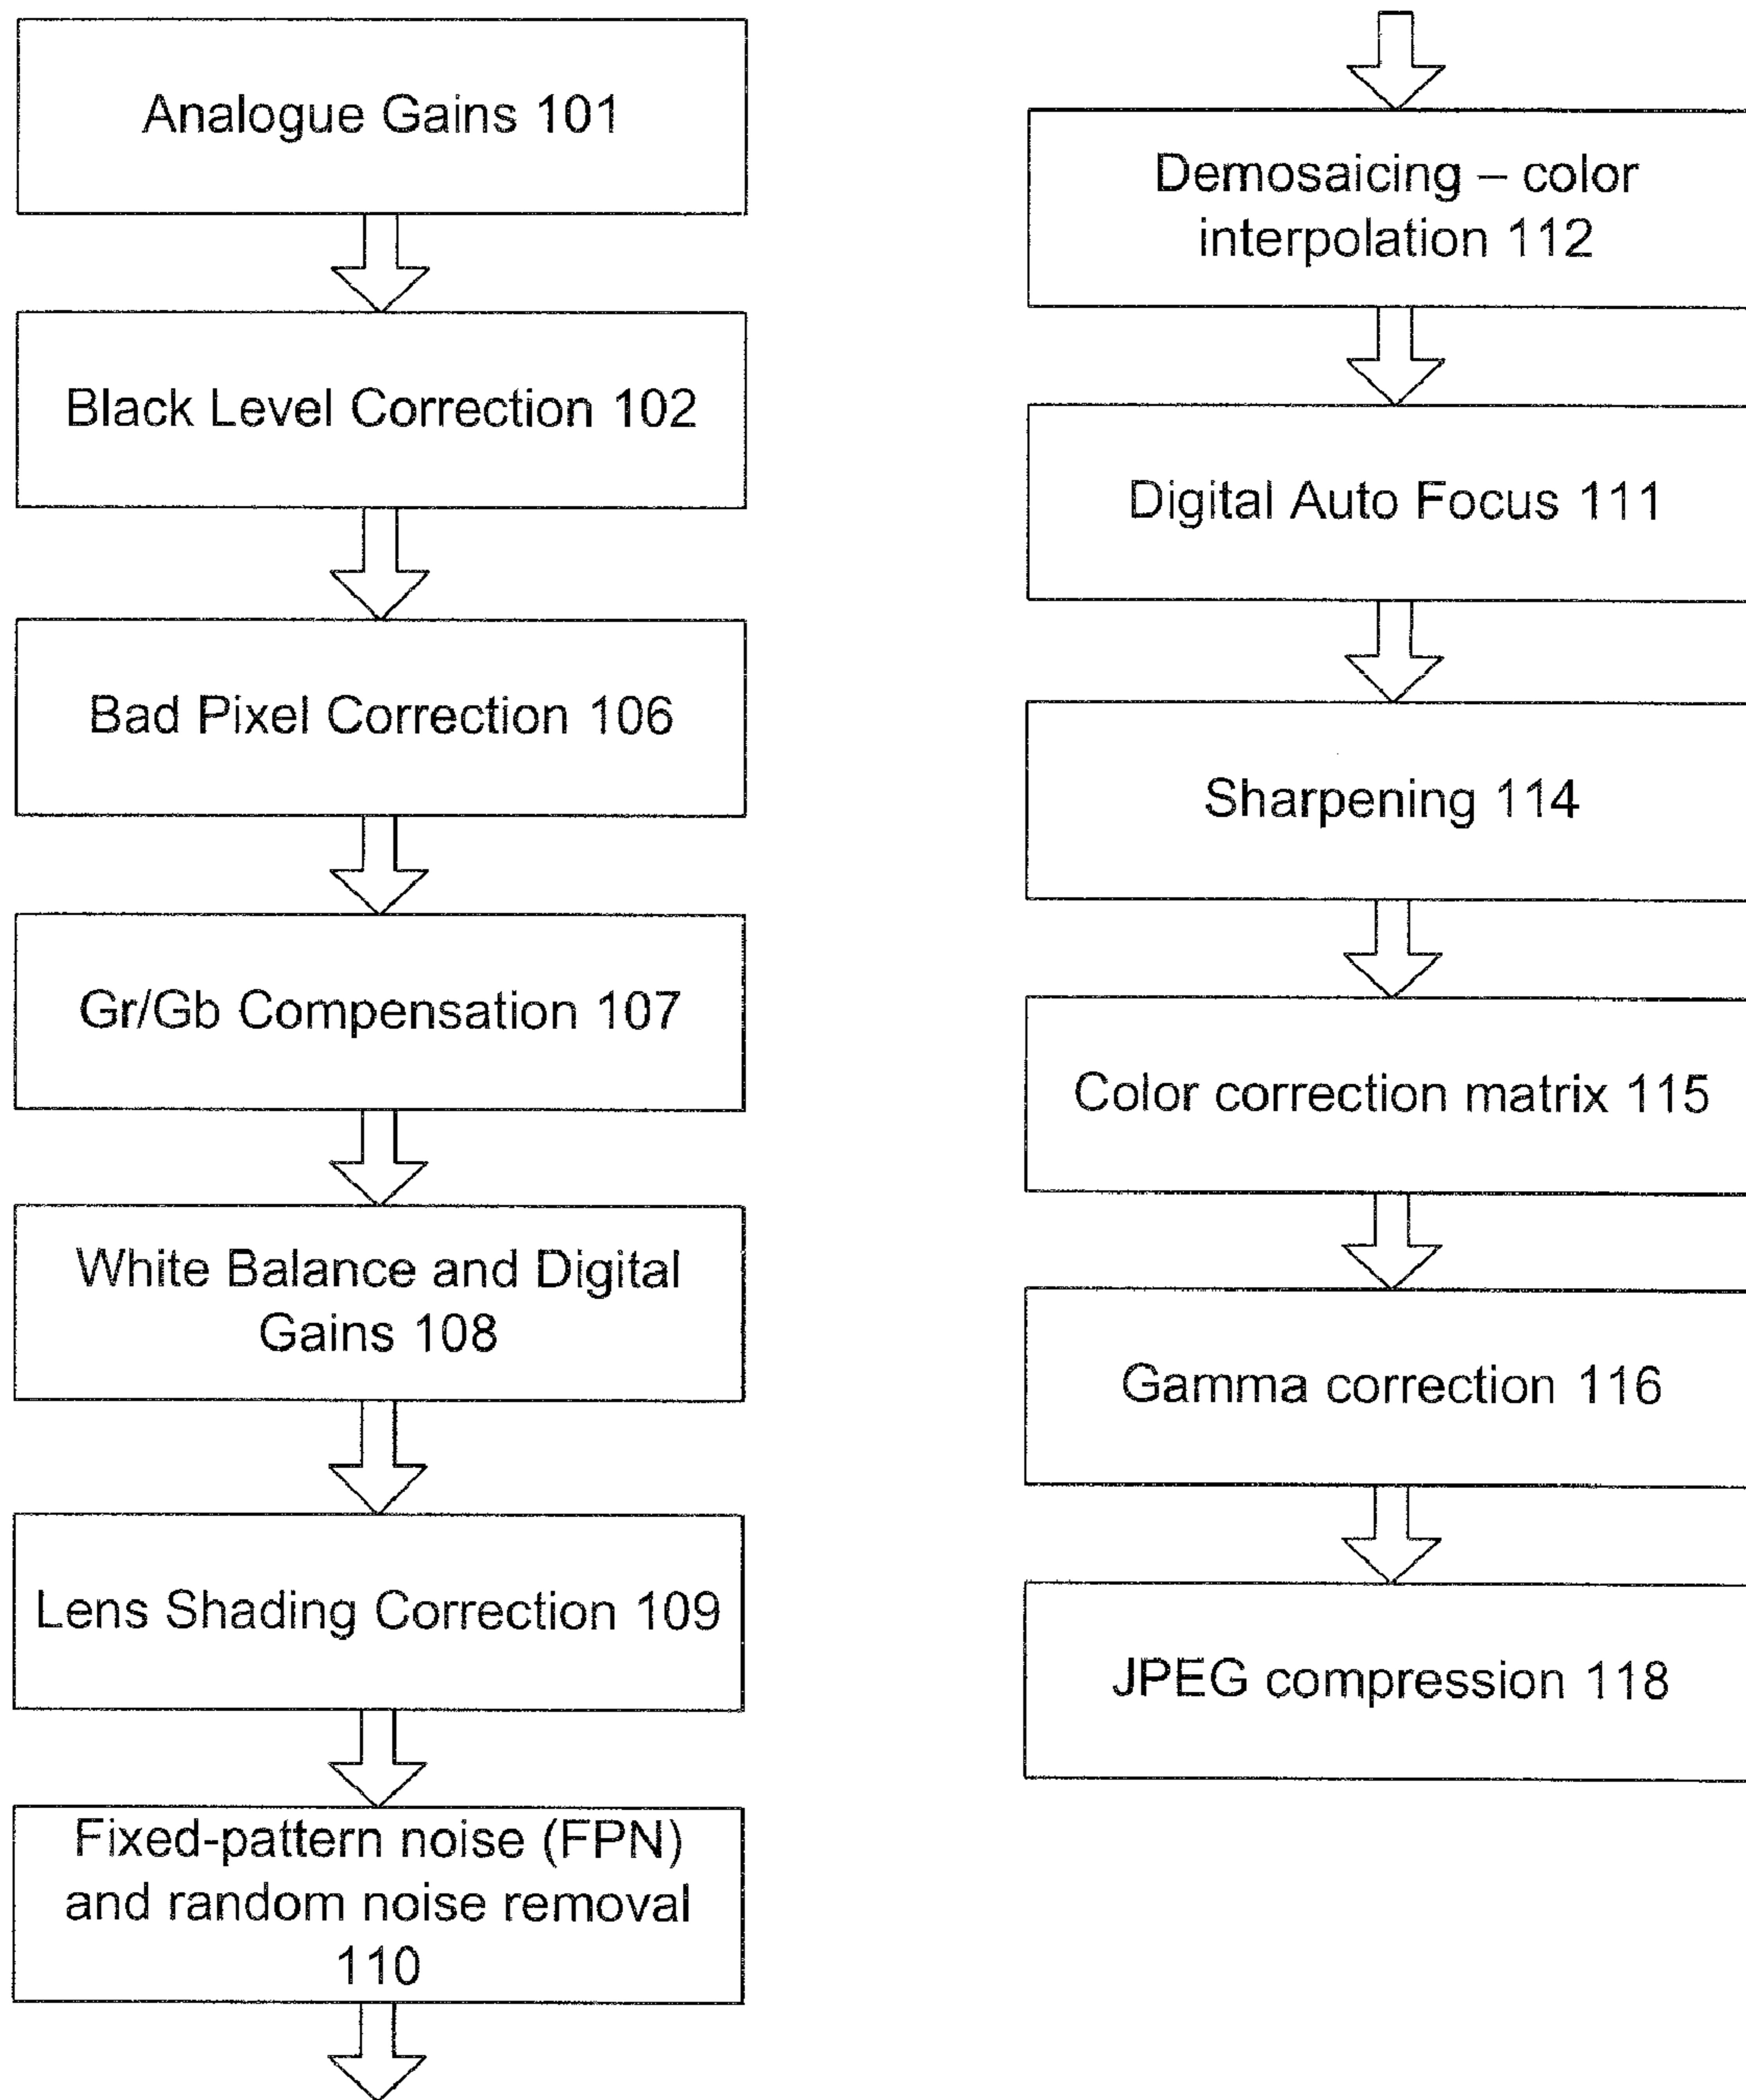 Analogue Gains 101
Black Level Correction 102
Bad Pixel Correction 106
Gr/Gb Compensation 107
White Balance and Digital
Gains 108
Lens Shading Correction 109
Fixed-pattern noise (FPN)
and random noise removal
110
Demosaicing – color
interpolation 112
Digital Auto Focus 111
Sharpening 114
Color correction matrix 115
Gamma correction 116
JPEG compression 118